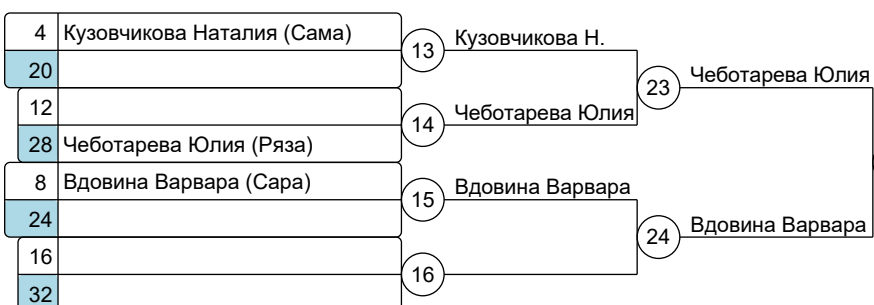 4 Кузовчикова Наталия (Сама)
20
13 Кузовчикова Н.
12
28 Чеботарева Юлия (Ряза)
14 Чеботарева Юлия
23 Чеботарева Юлия
8 Вдовина Варвара (Сара)
24
15 Вдовина Варвара
16
32
16
24 Вдовина Варвара